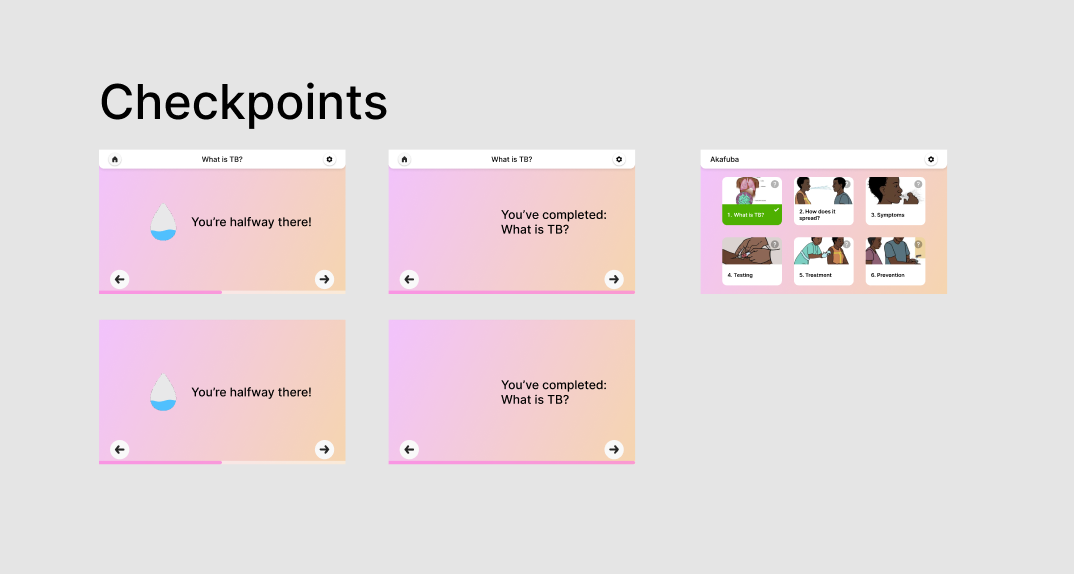 Checkpoints
What is TB?
You're halfway there!
What is TB?
You've completed:
What is TB?
Akafuba
?
?
?
1. What is TB?
2. How does it
spread?
3. Symptoms
?
?
?
4. Testing
5. Treatment
6. Prevention
You're halfway there!
You've completed:
What is TB?